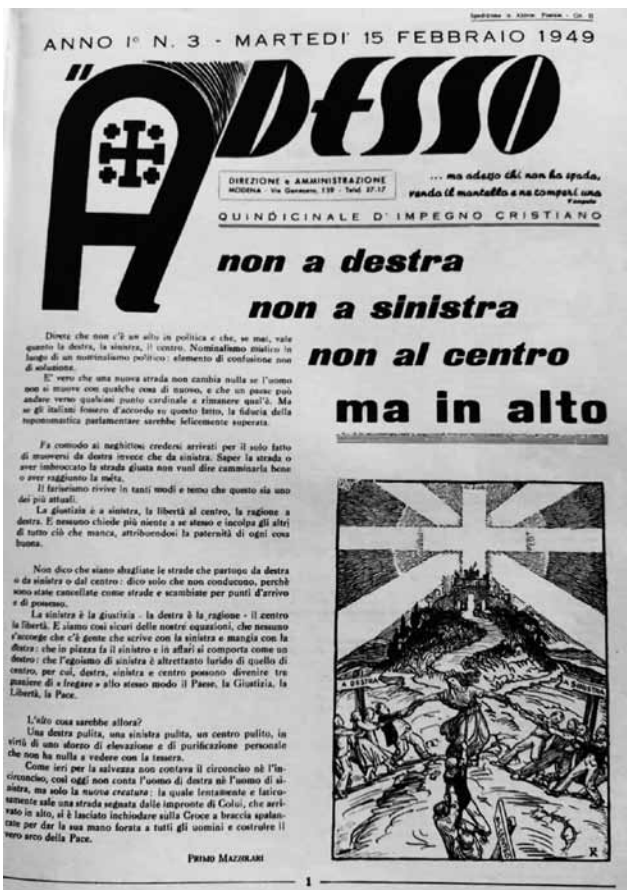 Spedizione in Abbon. Postale - Gr. II
ANNO I° N. 3 - MARTEDI' 15 FEBBRAIO 1949
ADESSO
DIREZIONE e AMMINISTRAZIONE
MODENA - Via 139 - Telef. 37-17
... ma adesso chi non ha spada,
venda il mantello e ne comperi una
Vangelo
QUINDICINALE D'IMPEGNO CRISTIANO
non a destra
non a sinistra
non al centro
ma in alto
Direte che non c'è un alto in politica e che, se mai, vale
quanto la destra, la sinistra, il centro. Nominalismo mistico in
luogo di un nominalismo politico: elemento di confusione non
di soluzione.
E' vero che una nuova strada non cambia nulla se l'uomo
non si muove con qualche cosa di nuovo, e che un paese può
andare verso qualsiasi punto cardinale e rimanere qual'è. Ma
se gli italiani fossero d'accordo su questo fatto, la fiducia della
toponomastica parlamentare sarebbe felicemente superata.
Fa comodo ai neghittosi credersi arrivati per il solo fatto
di muoversi da destra invece che da sinistra. Saper la strada o
aver imbroccato la strada giusta non vuol dire camminarla bene
o aver raggiunto la mèta.
Il fariseismo rivive in tanti modi e temo che questo sia uno
dei più attuali.
La giustizia è a sinistra, la libertà al centro, la ragione a
destra. E nessuno chiede più niente a se stesso e incolpa gli altri
di tutto ciò che manca, attribuendosi la paternità di ogni cosa
buona.
Non dico che siano sbagliate le strade che partono da destra
o da sinistra o dal centro: dico solo che non conducono, perchè
sono state cancellate come strade e scambiate per punti d'arrivo
e di possesso.
La sinistra è la giustizia - la destra è la ragione - il centro
la libertà. E siamo così sicuri delle nostre equazioni, che nessuno
s'accorge che c'è gente che scrive con la sinistra e mangia con la
destra: che in piazza fa il sinistro e in affari si comporta come un
destro: che l'egoismo di sinistra è altrettanto lurido di quello di
centro, per cui, destra, sinistra e centro possono divenire tre
maniere di « fregare » allo stesso modo il Paese, la Giustizia, la
Libertà, la Pace.
L'alto cosa sarebbe allora?
Una destra pulita, una sinistra pulita, un centro pulito, in
virtù di uno sforzo di elevazione e di purificazione personale
che non ha nulla a vedere con la tessera.
Come ieri per la salvezza non contava il circonciso nè l'in-
circonciso, così oggi non conta l'uomo di destra nè l'uomo di si-
nistra, ma solo la nuova creatura: la quale lentamente e fatico-
samente sale una strada segnata dalle impronte di Colui, che arri-
vato in alto, si è lasciato inchiodare sulla Croce a braccia spalan-
cate per dar la sua mano forata a tutti gli uomini e costruire il
vero arco della Pace.
PRIMO MAZZOLARI
A DESTRA
A SINISTRA
1